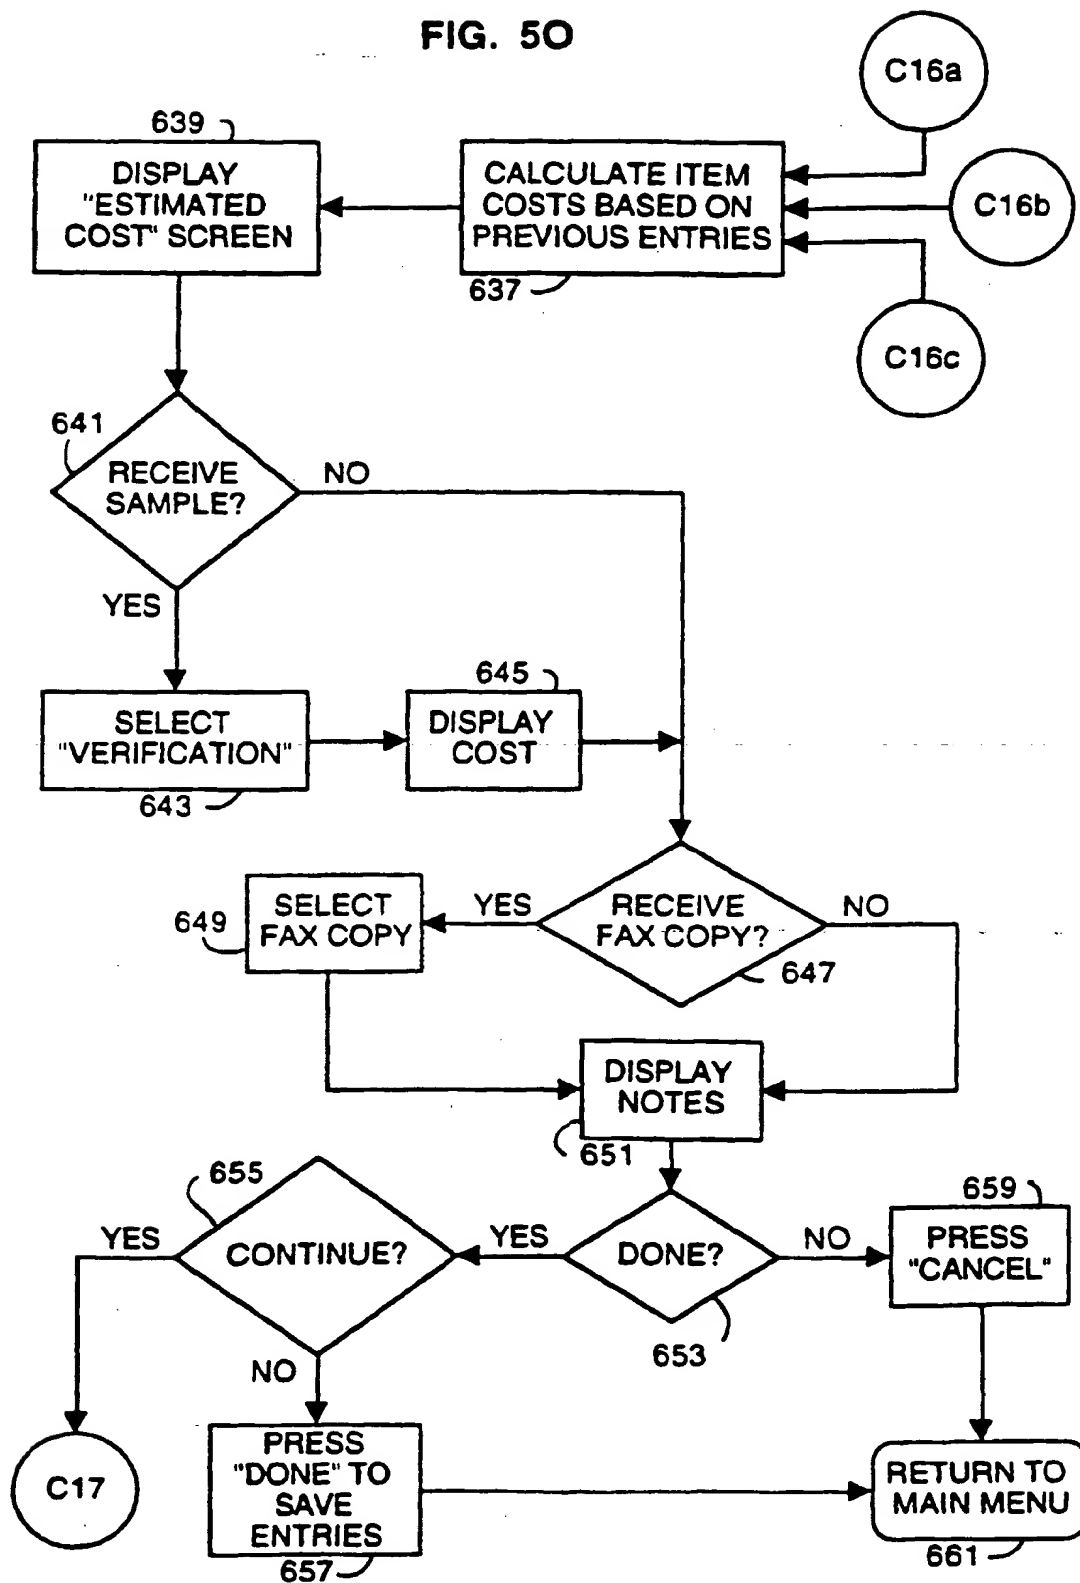 FIG. 50
C16a
639
DISPLAY
"ESTIMATED
COST" SCREEN
CALCULATE ITEM
COSTS BASED ON
PREVIOUS ENTRIES
637
C16b
C16c
641
RECEIVE
SAMPLE?
NO
YES
SELECT
"VERIFICATION"
643
645
DISPLAY
COST
649
SELECT
FAX COPY
YES
RECEIVE
FAX COPY?
NO
647
DISPLAY
NOTES
651
655
YES
CONTINUE?
YES
DONE?
NO
653
659
PRESS
"CANCEL"
NO
C17
PRESS
"DONE" TO
SAVE
ENTRIES
657
RETURN TO
MAIN MENU
661